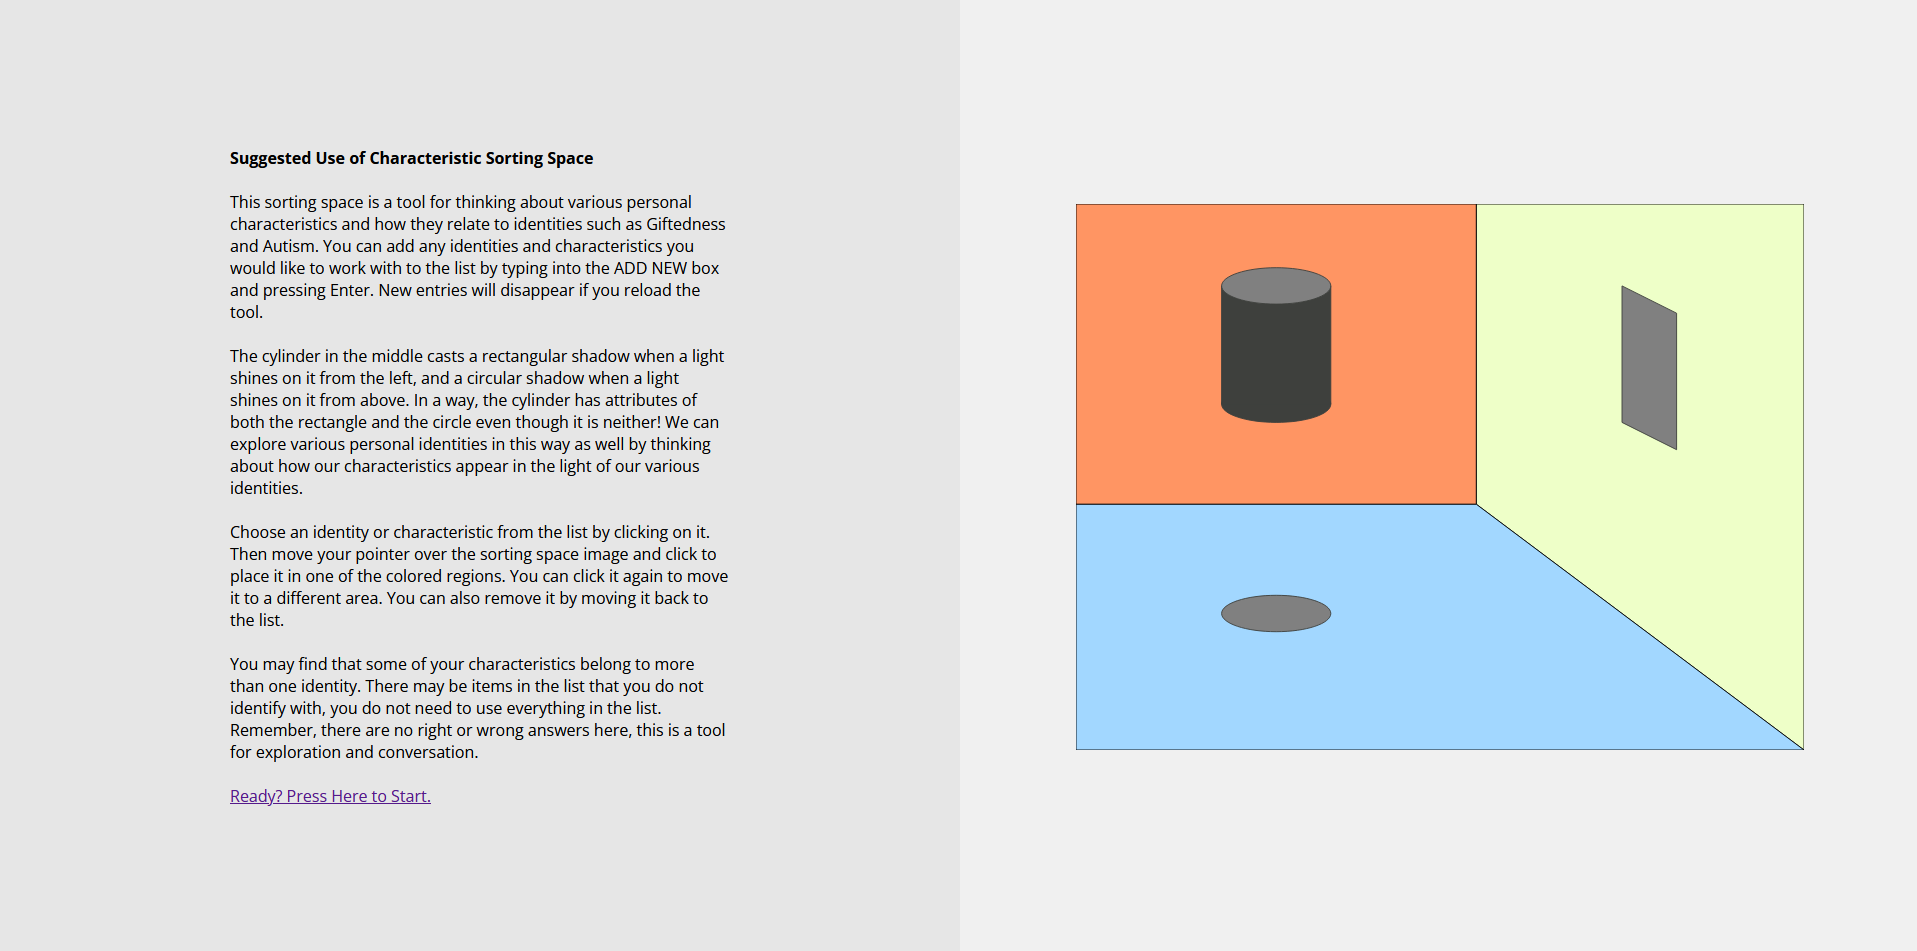 Suggested Use of Characteristic Sorting Space
This sorting space is a tool for thinking about various personal
characteristics and how they relate to identities such as Giftedness
and Autism. You can add any identities and characteristics you
would like to work with to the list by typing into the ADD NEW box
and pressing Enter. New entries will disappear if you reload the
tool.
The cylinder in the middle casts a rectangular shadow when a light
shines on it from the left, and a circular shadow when a light
shines on it from above. In a way, the cylinder has attributes of
both the rectangle and the circle even though it is neither! We can
explore various personal identities in this way as well by thinking
about how our characteristics appear in the light of our various
identities.
Choose an identity or characteristic from the list by clicking on it.
Then move your pointer over the sorting space image and click to
place it in one of the colored regions. You can click it again to move
it to a different area. You can also remove it by moving it back to
the list.
You may find that some of your characteristics belong to more
than one identity. There may be items in the list that you do not
identify with, you do not need to use everything in the list.
Remember, there are no right or wrong answers here, this is a tool
for exploration and conversation.
Ready? Press Here to Start.